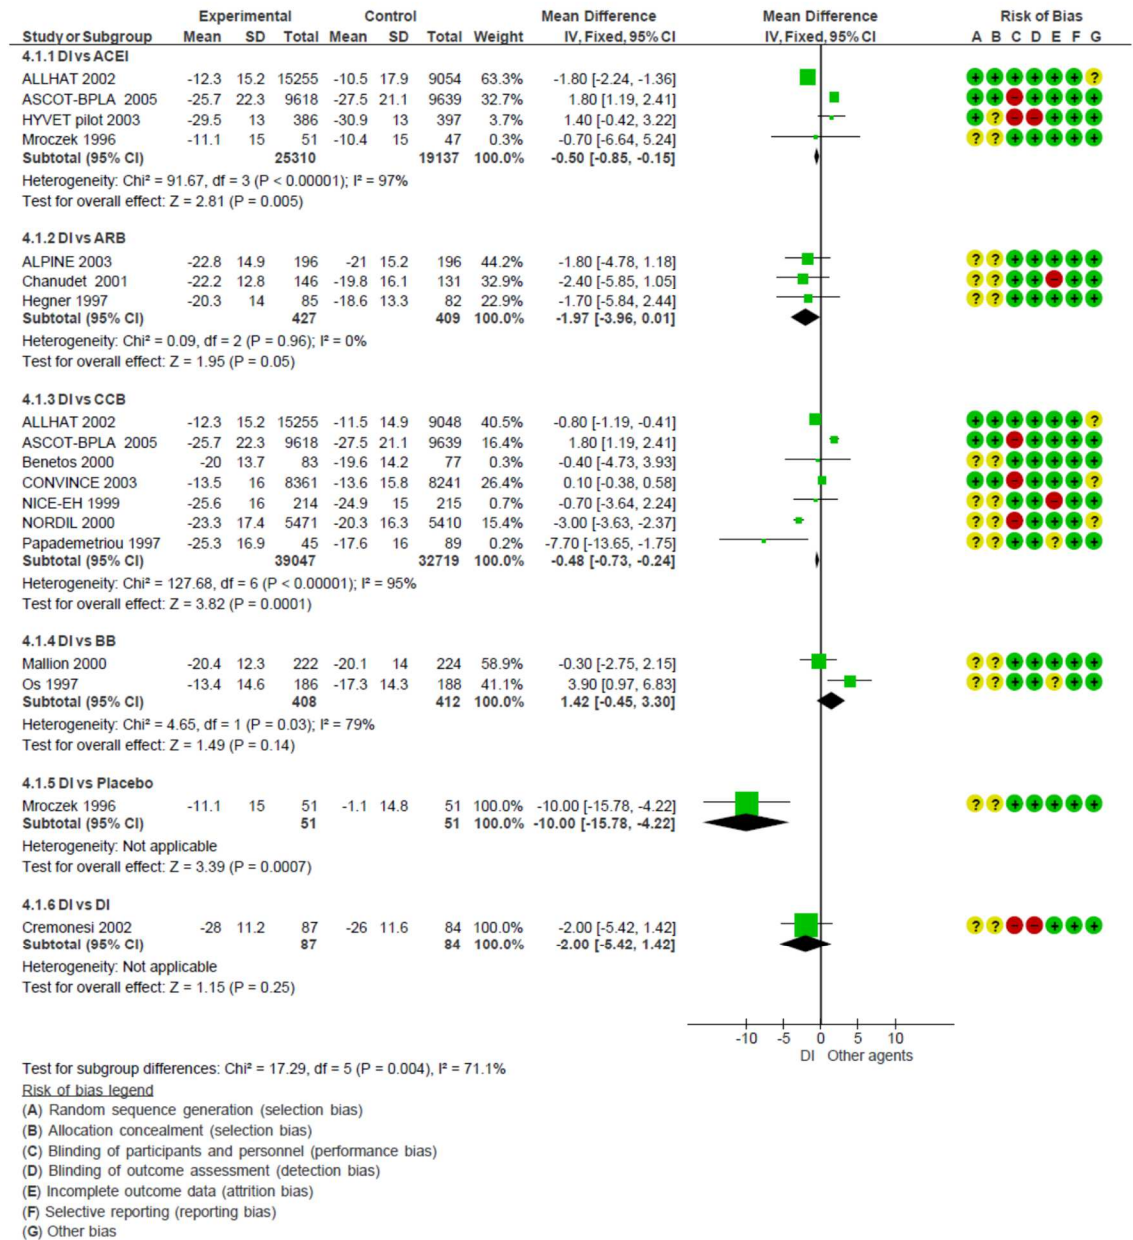 Experimental Control Mean Difference Mean Difference Risk of Bias
Study or Subgroup Mean SD Total Mean SD Total Weight IV, Fixed, 95% CI IV, Fixed, 95% CI A B C D E F G
4.1.1 DI vs ACEI
ALLHAT 2002 -12.3 15.2 15255 -10.5 17.9 9054 63.3% -1.80 [-2.24, -1.36] + + + + + + ?
ASCOT-BPLA 2005 -25.7 22.3 9618 -27.5 21.1 9639 32.7% 1.80 [1.19, 2.41] + + - + + + +
HYVET pilot 2003 -29.5 13 386 -30.9 13 397 3.7% 1.40 [-0.42, 3.22] + ? - - + + +
Mroczek 1996 -11.1 15 51 -10.4 15 47 0.3% -0.70 [-6.64, 5.24] ? ? + + + + +
Subtotal (95% CI) 25310 19137 100.0% -0.50 [-0.85, -0.15]
Heterogeneity: Chi² = 91.67, df = 3 (P < 0.00001); I² = 97%
Test for overall effect: Z = 2.81 (P = 0.005)
4.1.2 DI vs ARB
ALPINE 2003 -22.8 14.9 196 -21 15.2 196 44.2% -1.80 [-4.78, 1.18] ? ? + + + + +
Chanudet 2001 -22.2 12.8 146 -19.8 16.1 131 32.9% -2.40 [-5.85, 1.05] ? ? + + - + +
Hegner 1997 -20.3 14 85 -18.6 13.3 82 22.9% -1.70 [-5.84, 2.44] ? ? + + + + +
Subtotal (95% CI) 427 409 100.0% -1.97 [-3.96, 0.01]
Heterogeneity: Chi² = 0.09, df = 2 (P = 0.96); I² = 0%
Test for overall effect: Z = 1.95 (P = 0.05)
4.1.3 DI vs CCB
ALLHAT 2002 -12.3 15.2 15255 -11.5 14.9 9048 40.5% -0.80 [-1.19, -0.41] + + + + + + ?
ASCOT-BPLA 2005 -25.7 22.3 9618 -27.5 21.1 9639 16.4% 1.80 [1.19, 2.41] + + - + + + +
Benetos 2000 -20 13.7 83 -19.6 14.2 77 0.3% -0.40 [-4.73, 3.93] ? ? + + + + +
CONVINCE 2003 -13.5 16 8361 -13.6 15.8 8241 26.4% 0.10 [-0.38, 0.58] + + - + + + ?
NICE-EH 1999 -25.6 16 214 -24.9 15 215 0.7% -0.70 [-3.64, 2.24] ? ? + + - + +
NORDIL 2000 -23.3 17.4 5471 -20.3 16.3 5410 15.4% -3.00 [-3.63, -2.37] ? ? - + + + ?
Papademetriou 1997 -25.3 16.9 45 -17.6 16 89 0.2% -7.70 [-13.65, -1.75] ? ? + + ? + +
Subtotal (95% CI) 39047 32719 100.0% -0.48 [-0.73, -0.24]
Heterogeneity: Chi² = 127.68, df = 6 (P < 0.00001); I² = 95%
Test for overall effect: Z = 3.82 (P = 0.0001)
4.1.4 DI vs BB
Mallion 2000 -20.4 12.3 222 -20.1 14 224 58.9% -0.30 [-2.75, 2.15] ? ? + + + + +
Os 1997 -13.4 14.6 186 -17.3 14.3 188 41.1% 3.90 [0.97, 6.83] ? ? + + ? + +
Subtotal (95% CI) 408 412 100.0% 1.42 [-0.45, 3.30]
Heterogeneity: Chi² = 4.65, df = 1 (P = 0.03); I² = 79%
Test for overall effect: Z = 1.49 (P = 0.14)
4.1.5 DI vs Placebo
Mroczek 1996 -11.1 15 51 -1.1 14.8 51 100.0% -10.00 [-15.78, -4.22] ? ? + + + + +
Subtotal (95% CI) 51 51 100.0% -10.00 [-15.78, -4.22]
Heterogeneity: Not applicable
Test for overall effect: Z = 3.39 (P = 0.0007)
4.1.6 DI vs DI
Cremonesi 2002 -28 11.2 87 -26 11.6 84 100.0% -2.00 [-5.42, 1.42] ? ? - - + + +
Subtotal (95% CI) 87 84 100.0% -2.00 [-5.42, 1.42]
Heterogeneity: Not applicable
Test for overall effect: Z = 1.15 (P = 0.25)
-10 -5 0 5 10
DI Other agents
Test for subgroup differences: Chi² = 17.29, df = 5 (P = 0.004), I² = 71.1%
Risk of bias legend
(A) Random sequence generation (selection bias)
(B) Allocation concealment (selection bias)
(C) Blinding of participants and personnel (performance bias)
(D) Blinding of outcome assessment (detection bias)
(E) Incomplete outcome data (attrition bias)
(F) Selective reporting (reporting bias)
(G) Other bias